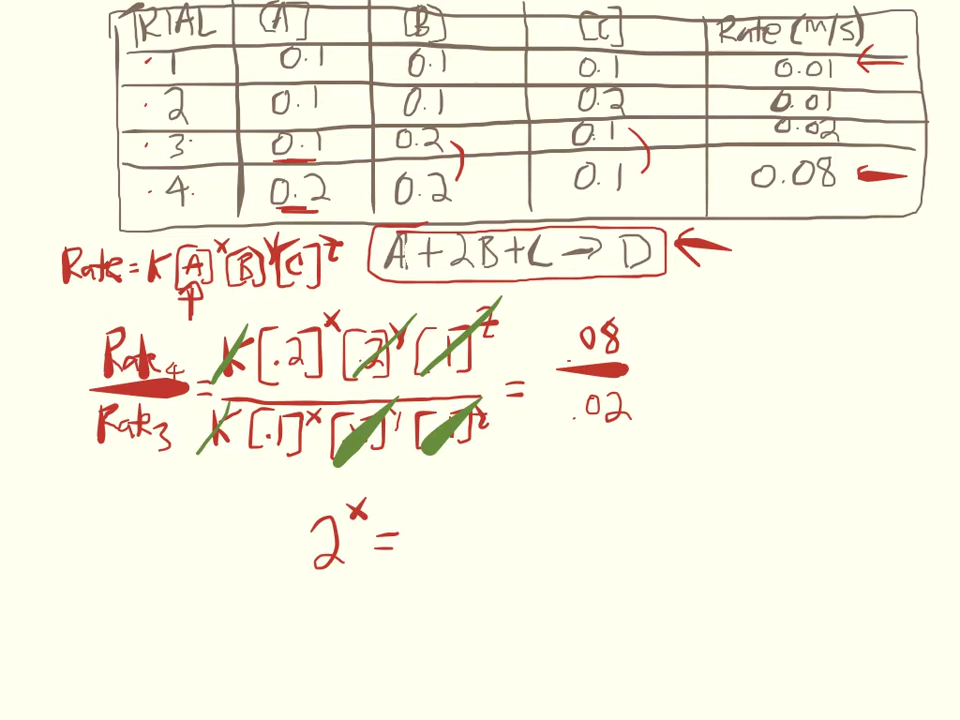 TRIAL [A] [B] [C] Rate (M/S)
1 0.1 0.1 0.1 0.01
2 0.1 0.1 0.2 0.01
3 0.1 0.2 0.1 0.02
4 0.2 0.2 0.1 0.08
Rate = K[A]^x [B]^y [C]^z A + 2B + C → D
Rate4 = K[.2]^x [.2]^y [.1]^z = .08
Rate3 K[.1]^x .02
2^x =